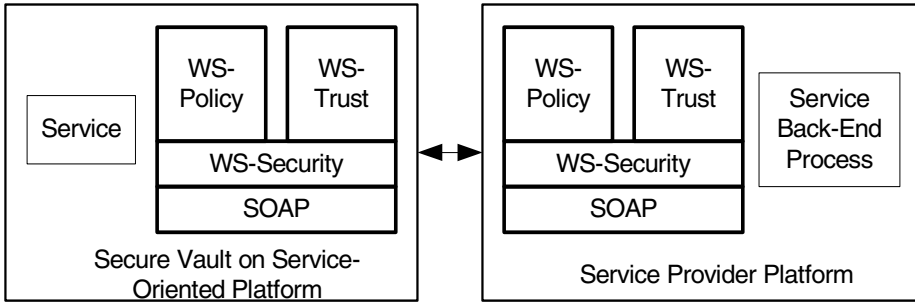 Service
WS-
Policy
WS-
Trust
WS-Security
SOAP
Secure Vault on Service-
Oriented Platform
WS-
Policy
WS-
Trust
WS-Security
SOAP
Service
Back-End
Process
Service Provider Platform